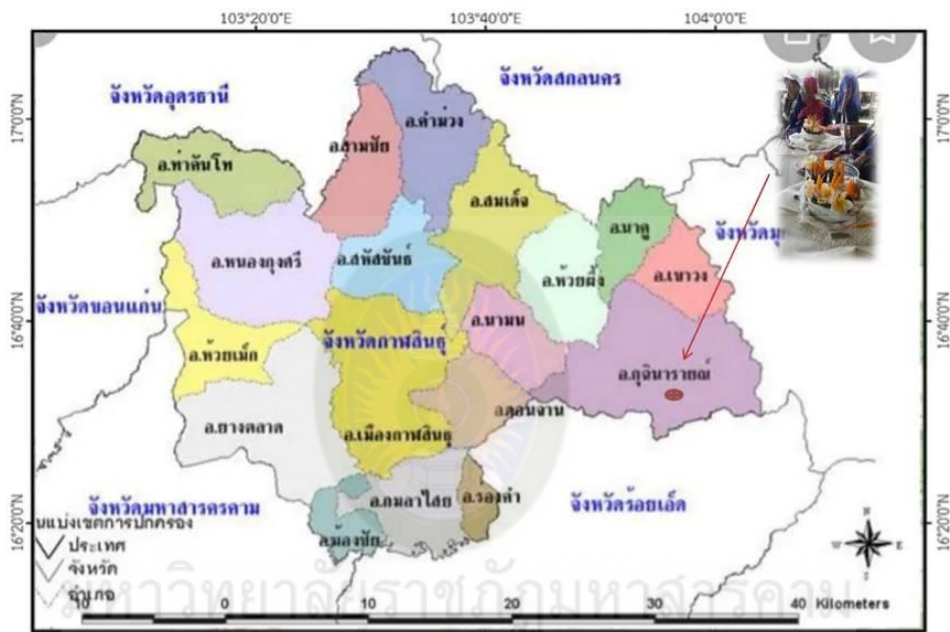 103°20'0"E 103°40'0"E 104°0'0"E
จังหวัดอุดรธานี
จังหวัดสกลนคร
17°0'0"N
17°0'0"N
อ.คำม่วง
อ.สามชัย
อ.ท่าคันโท
อ.สมเด็จ
อ.นาคู
อ.หนองกุงศรี
อ.สหัสขันธ์
อ.ห้วยผึ้ง
อ.เขาวง
จังหวัดมุ
จังหวัดขอนแก่น
16°40'0"N
16°40'0"N
จังหวัดกาฬสินธุ์
อ.นามน
อ.ห้วยเม็ก
อ.กุจินารายณ์
อ.ยางตลาด
อ.เมืองกาฬสินธุ์
อ.ดอนจาน
จังหวัดมหาสารคราม
อ.กมลาไสย
อ.ร่องคำ
จังหวัดร้อยเอ็ด
16°20'0"N
16°20'0"N
นแบ่งเขตการปกครอง
ประเทศ
จังหวัด
อำเภอ
อ.ฆ้องชัย
N
W E
S
มหาวิทยาลัยราชภัฏมหาสารคาม
10 0 10 20 30 40 Kilometers